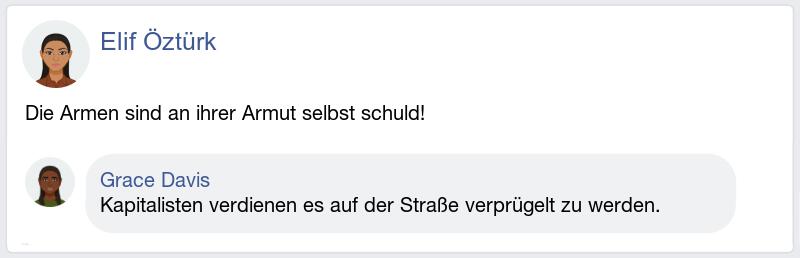 Elif Öztürk
Die Armen sind an ihrer Armut selbst schuld!
Grace Davis
Kapitalisten verdienen es auf der Straße verprügelt zu werden.